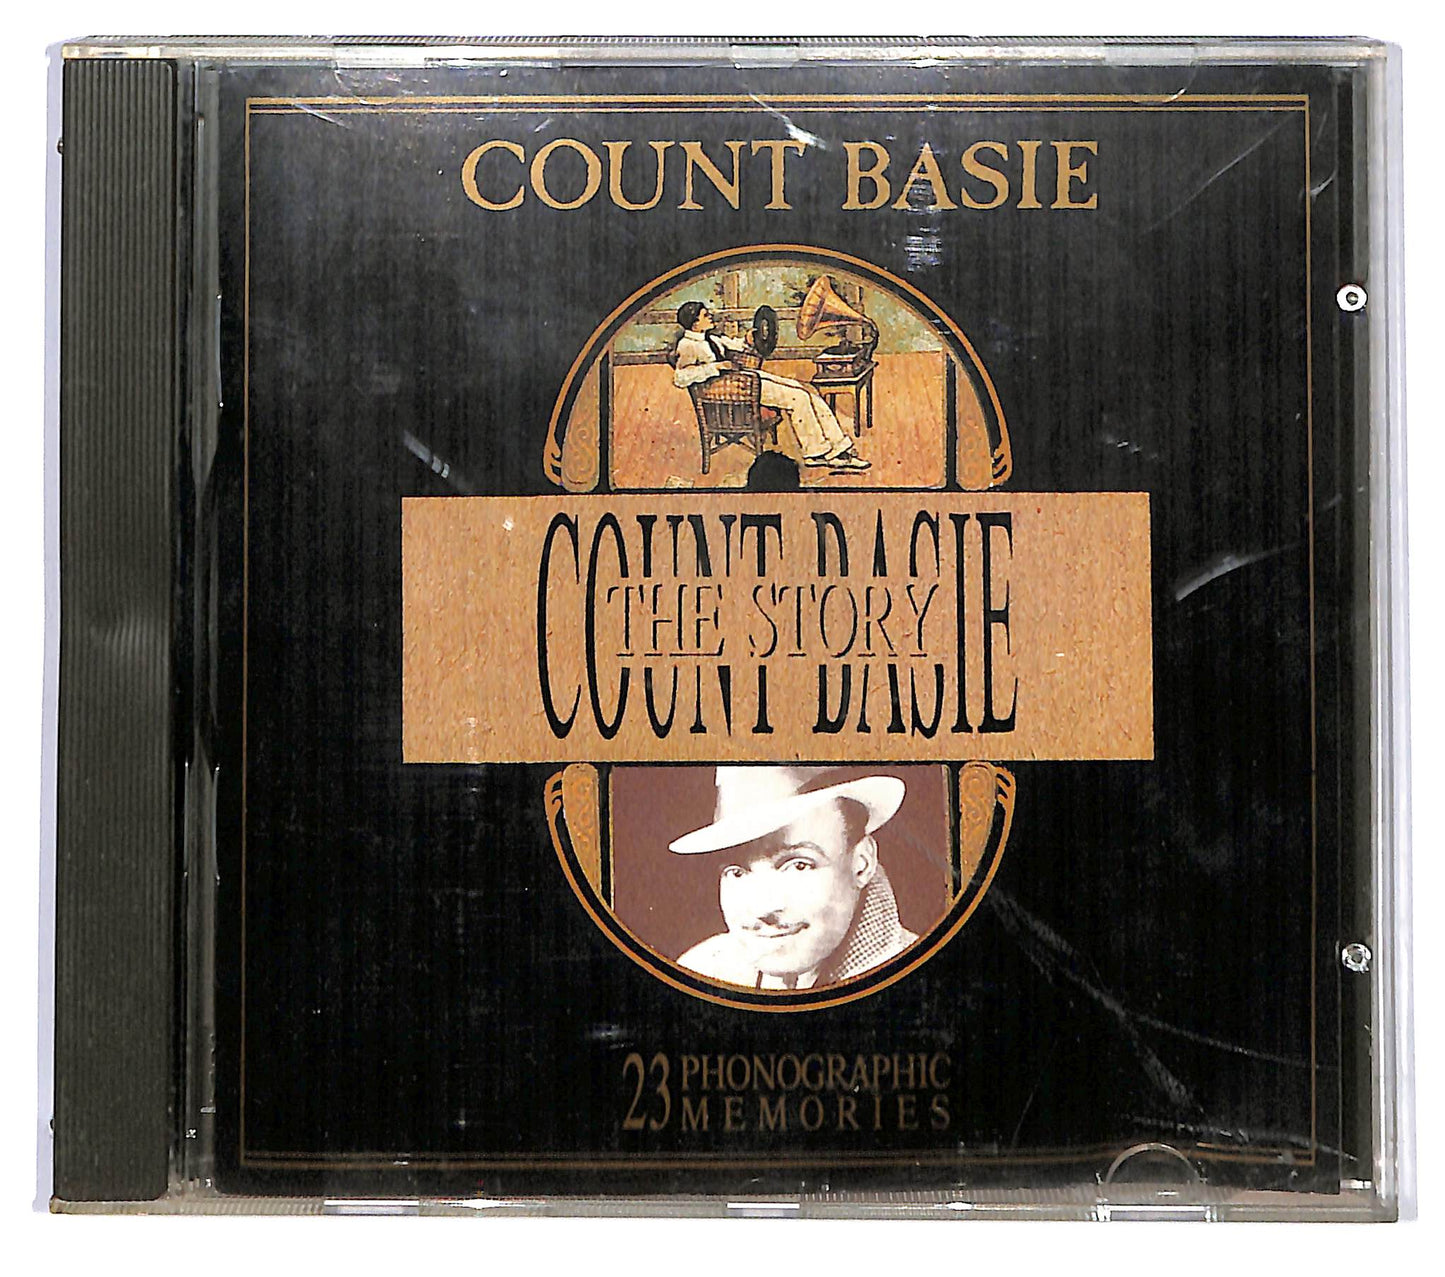 COUNT BASIE
COUNT BASIE
THE STORY
23 PHONOGRAPHIC
MEMORIES